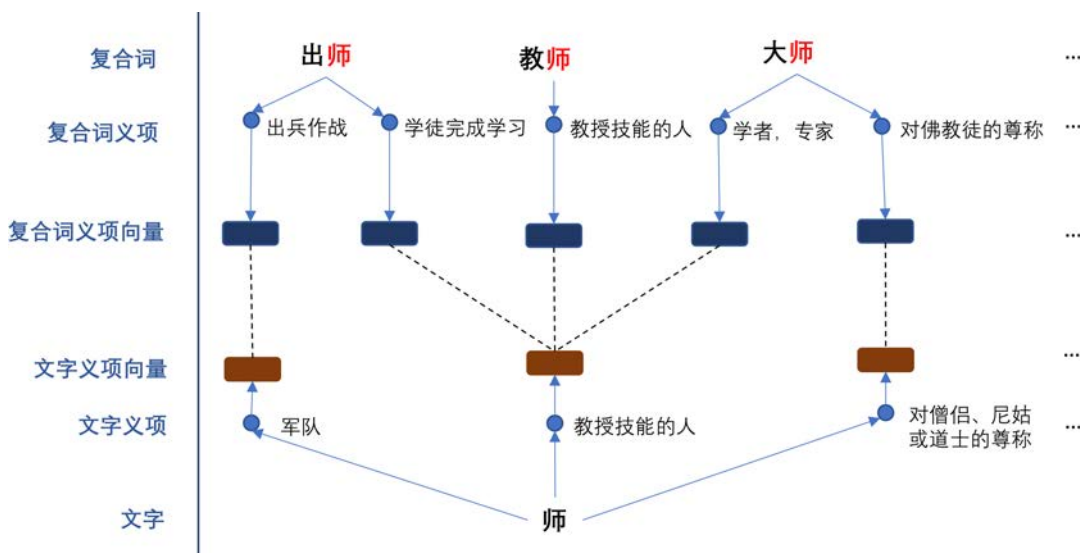 复合词
出师
教师
大师
...
复合词义项
出兵作战
学徒完成学习
教授技能的人
学者，专家
对佛教徒的尊称
...
复合词义项向量
...
文字义项向量
...
文字义项
军队
教授技能的人
对僧侣、尼姑
或道士的尊称
...
文字
师